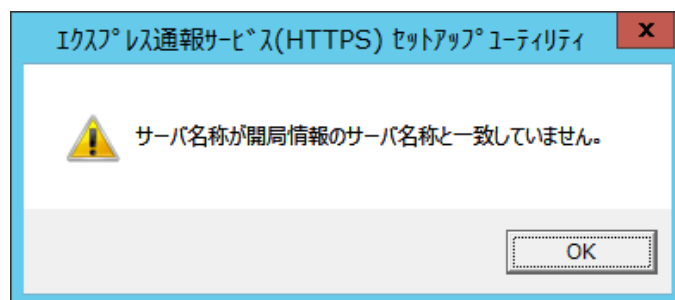 ｴｸｽﾌﾟﾚｽ通報ｻｰﾋﾞｽ(HTTPS) ｾｯﾄｱｯﾌﾟﾕｰﾃｨﾘﾃｨ
サーバ名称が開局情報のサーバ名称と一致していません。
OK